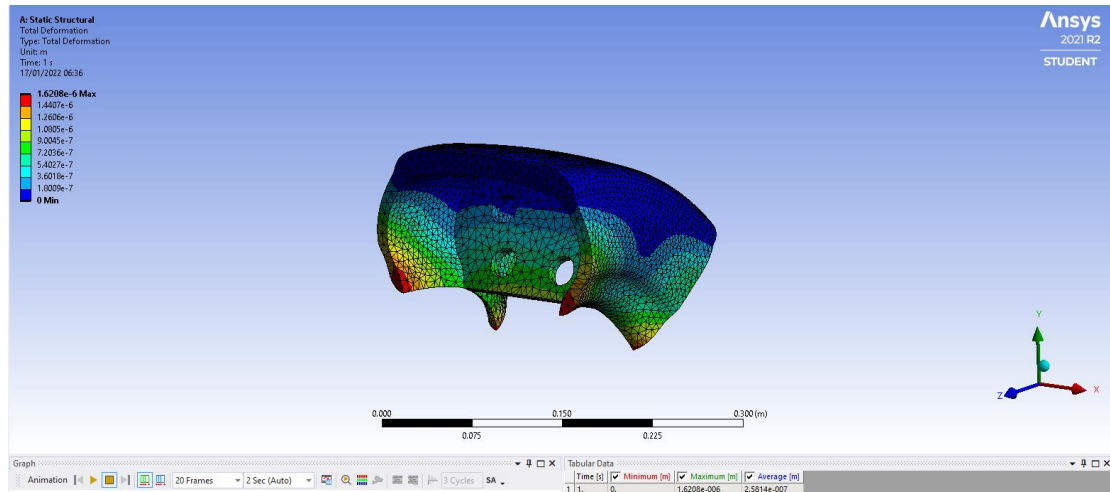 A: Static Structural
Total Deformation
Type: Total Deformation
Unit: m
Time: 1 s
17/01/2022 06:36
1.6208e-6 Max
1.4407e-6
1.2606e-6
1.0805e-6
9.0045e-7
7.2036e-7
5.4027e-7
3.6018e-7
1.8009e-7
0 Min
Ansys
2021 R2
STUDENT
Y
X
Z
0.000 0.150 0.300 (m)
0.075 0.225
Graph
Animation 20 Frames 2 Sec (Auto) 3 Cycles SA
Tabular Data
Time [s] Minimum [m] Maximum [m] Average [m]
1 1. 0. 1.6208e-006 2.5814e-007